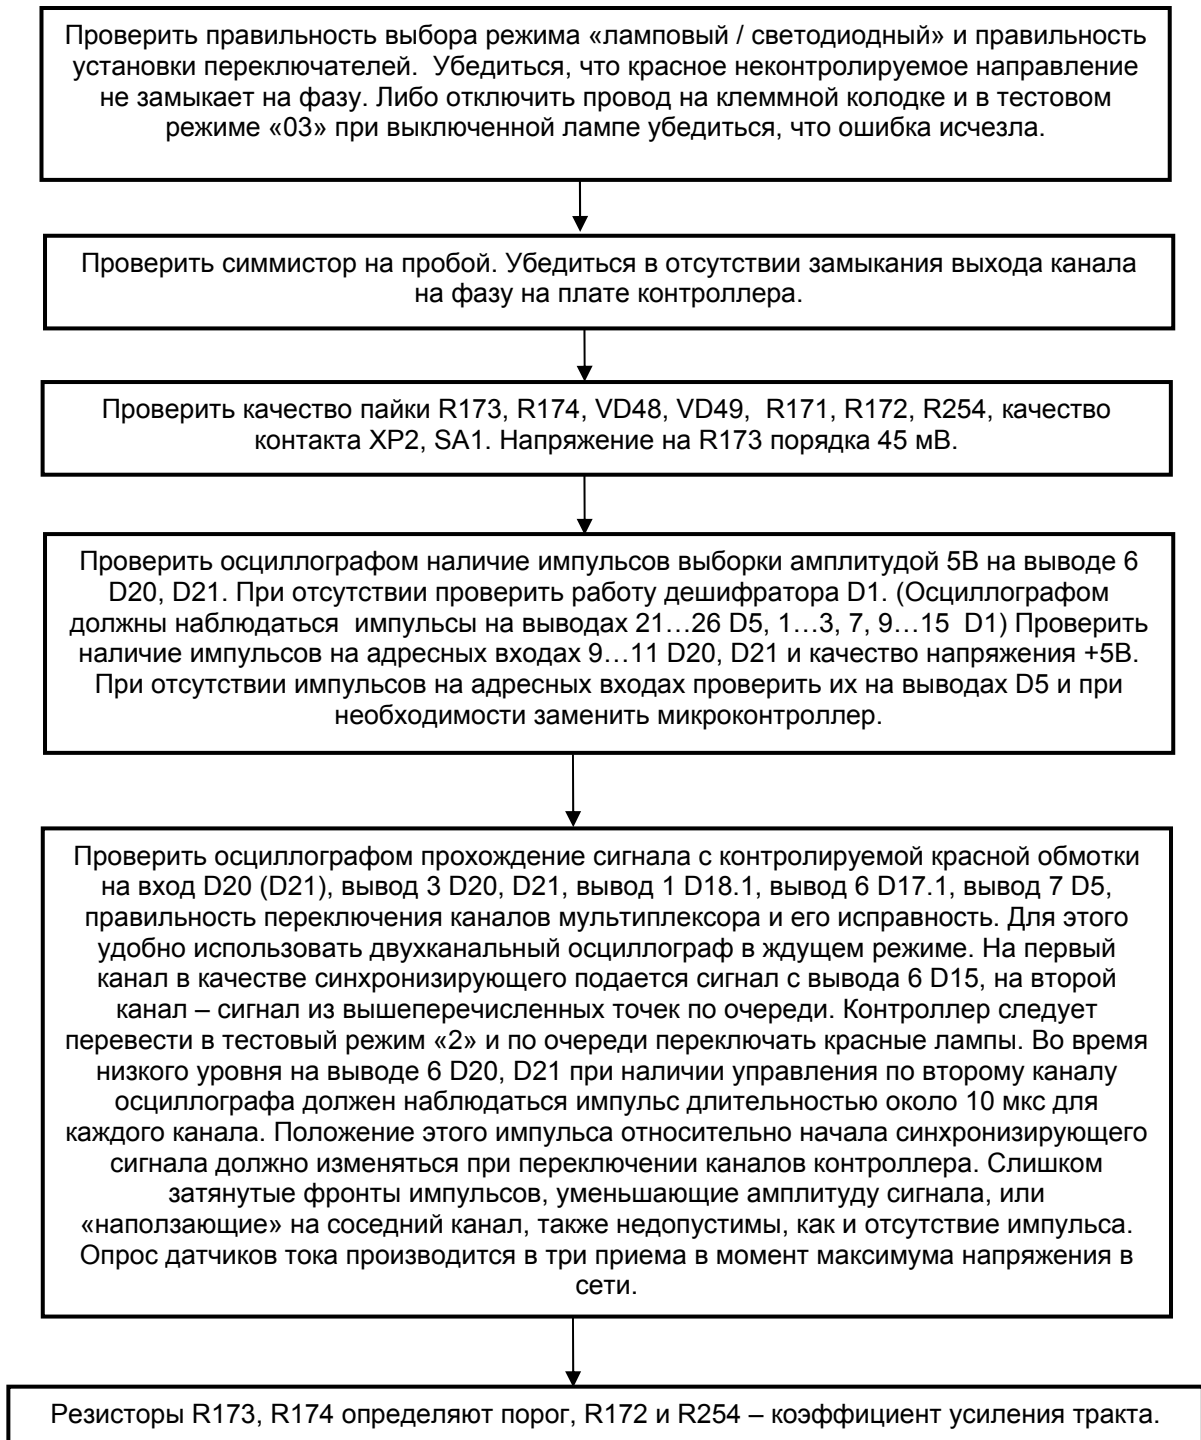 Проверить правильность выбора режима «ламповый / светодиодный» и правильность
установки переключателей. Убедиться, что красное неконтролируемое направление
не замыкает на фазу. Либо отключить провод на клеммной колодке и в тестовом
режиме «03» при выключенной лампе убедиться, что ошибка исчезла.
Проверить симмистор на пробой. Убедиться в отсутствии замыкания выхода канала
на фазу на плате контроллера.
Проверить качество пайки R173, R174, VD48, VD49, R171, R172, R254, качество
контакта XP2, SA1. Напряжение на R173 порядка 45 мВ.
Проверить осциллографом наличие импульсов выборки амплитудой 5В на выводе 6
D20, D21. При отсутствии проверить работу дешифратора D1. (Осциллографом
должны наблюдаться импульсы на выводах 21…26 D5, 1…3, 7, 9…15 D1) Проверить
наличие импульсов на адресных входах 9…11 D20, D21 и качество напряжения +5В.
При отсутствии импульсов на адресных входах проверить их на выводах D5 и при
необходимости заменить микроконтроллер.
Проверить осциллографом прохождение сигнала с контролируемой красной обмотки
на вход D20 (D21), вывод 3 D20, D21, вывод 1 D18.1, вывод 6 D17.1, вывод 7 D5,
правильность переключения каналов мультиплексора и его исправность. Для этого
удобно использовать двухканальный осциллограф в ждущем режиме. На первый
канал в качестве синхронизирующего подается сигнал с вывода 6 D15, на второй
канал – сигнал из вышеперечисленных точек по очереди. Контроллер следует
перевести в тестовый режим «2» и по очереди переключать красные лампы. Во время
низкого уровня на выводе 6 D20, D21 при наличии управления по второму каналу
осциллографа должен наблюдаться импульс длительностью около 10 мкс для
каждого канала. Положение этого импульса относительно начала синхронизирующего
сигнала должно изменяться при переключении каналов контроллера. Слишком
затянутые фронты импульсов, уменьшающие амплитуду сигнала, или
«наползающие» на соседний канал, также недопустимы, как и отсутствие импульса.
Опрос датчиков тока производится в три приема в момент максимума напряжения в
сети.
Резисторы R173, R174 определяют порог, R172 и R254 – коэффициент усиления тракта.